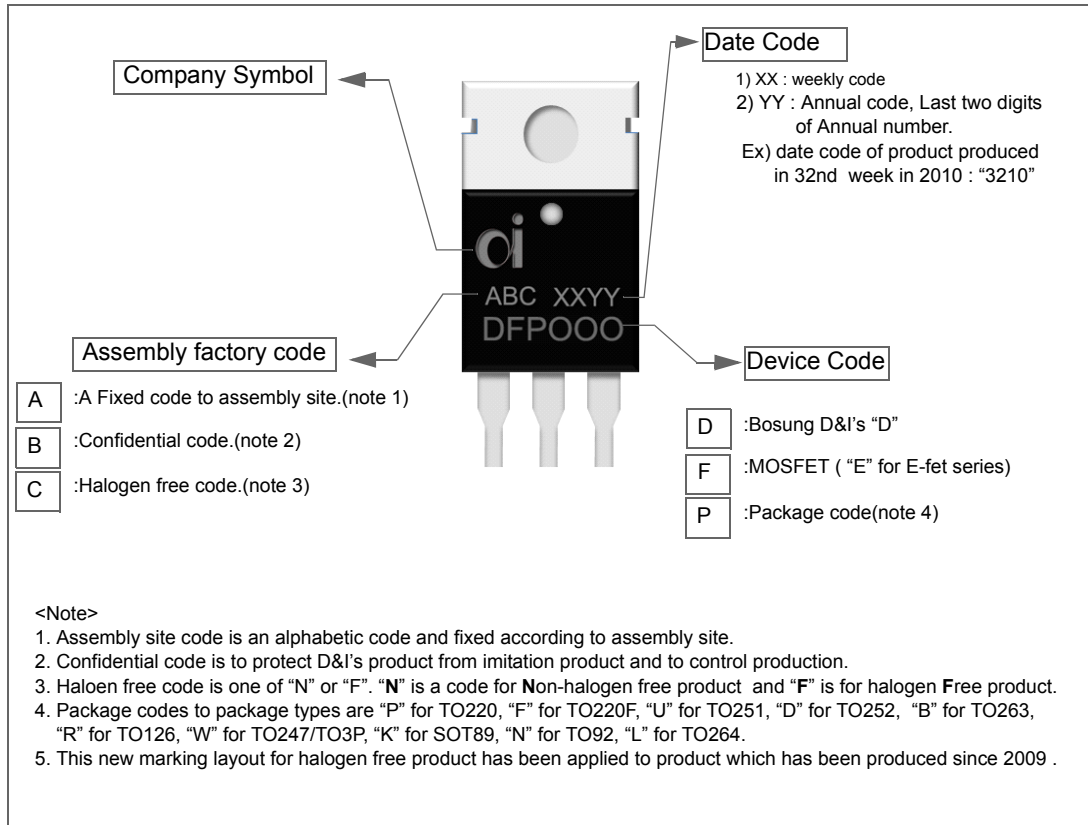 Company Symbol
Date Code
1) XX : weekly code
2) YY : Annual code, Last two digits
of Annual number.
Ex) date code of product produced
in 32nd week in 2010 : “3210”
di
ABC XXYY
DFPOOO
Assembly factory code
A :A Fixed code to assembly site.(note 1)
B :Confidential code.(note 2)
C :Halogen free code.(note 3)
Device Code
D :Bosung D&I’s “D”
F :MOSFET ( “E” for E-fet series)
P :Package code(note 4)
<Note>
1. Assembly site code is an alphabetic code and fixed according to assembly site.
2. Confidential code is to protect D&I’s product from imitation product and to control production.
3. Haloen free code is one of “N” or “F”. “N” is a code for Non-halogen free product and “F” is for halogen Free product.
4. Package codes to package types are “P” for TO220, “F” for TO220F, “U” for TO251, “D” for TO252, “B” for TO263,
“R” for TO126, “W” for TO247/TO3P, “K” for SOT89, “N” for TO92, “L” for TO264.
5. This new marking layout for halogen free product has been applied to product which has been produced since 2009 .